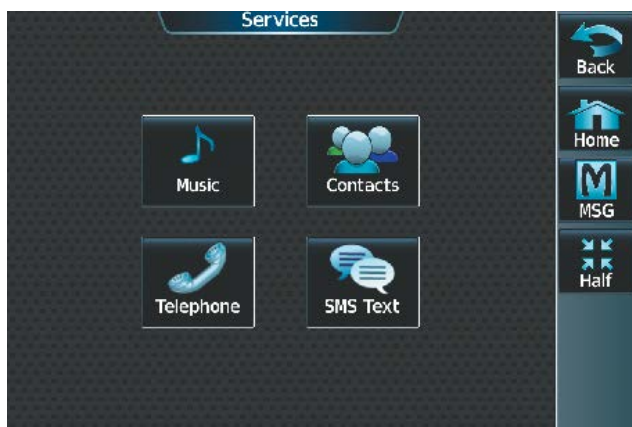 Services
Back
Home
Music
Contacts
M
MSG
Half
Telephone
SMS Text